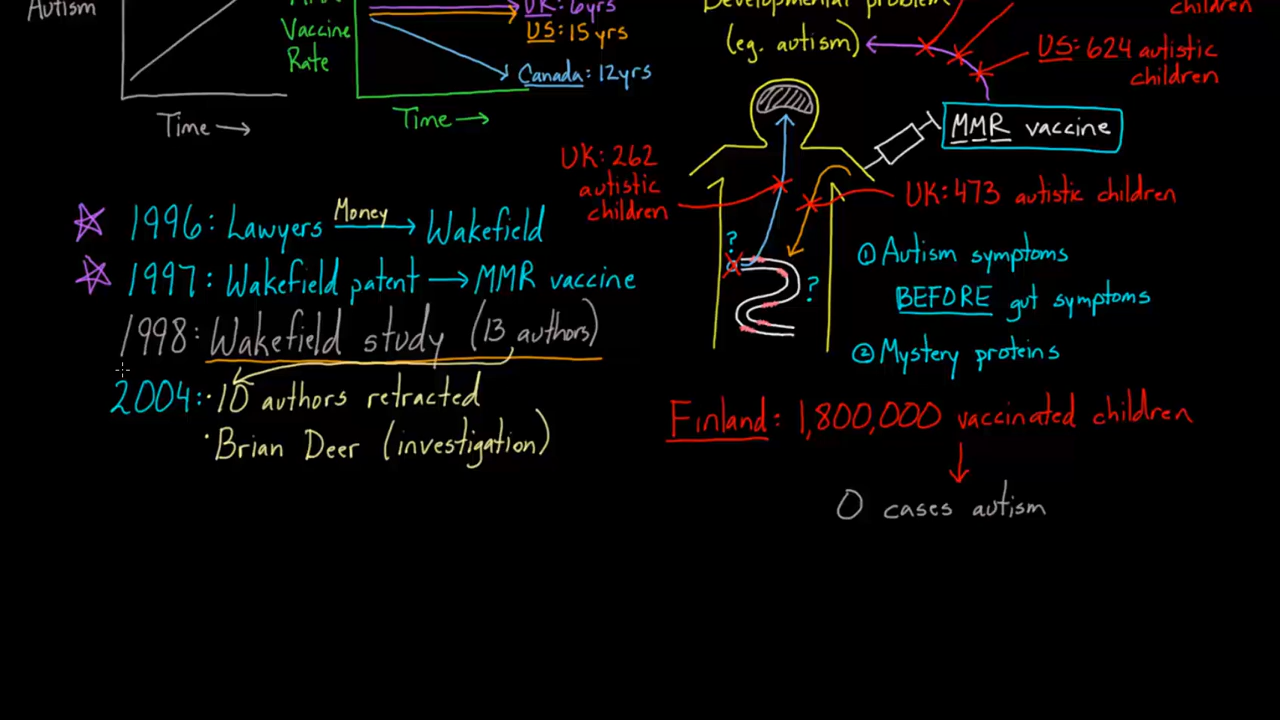 Autism
Time
Vaccine
Rate
Time
UK: 6yrs
US: 15 yrs
Canada: 12yrs
Developmental problem
(eg. autism)
children
US: 624 autistic
children
MMR vaccine
UK: 262
autistic
children
UK: 473 autistic children
? ?
① Autism symptoms
BEFORE gut symptoms
② Mystery proteins
1996: Lawyers Money Wakefield
1997: Wakefield patent → MMR vaccine
1998: Wakefield study (13 authors)
2004: · 10 authors retracted
· Brian Deer (investigation)
Finland: 1,800,000 vaccinated children
0 cases autism